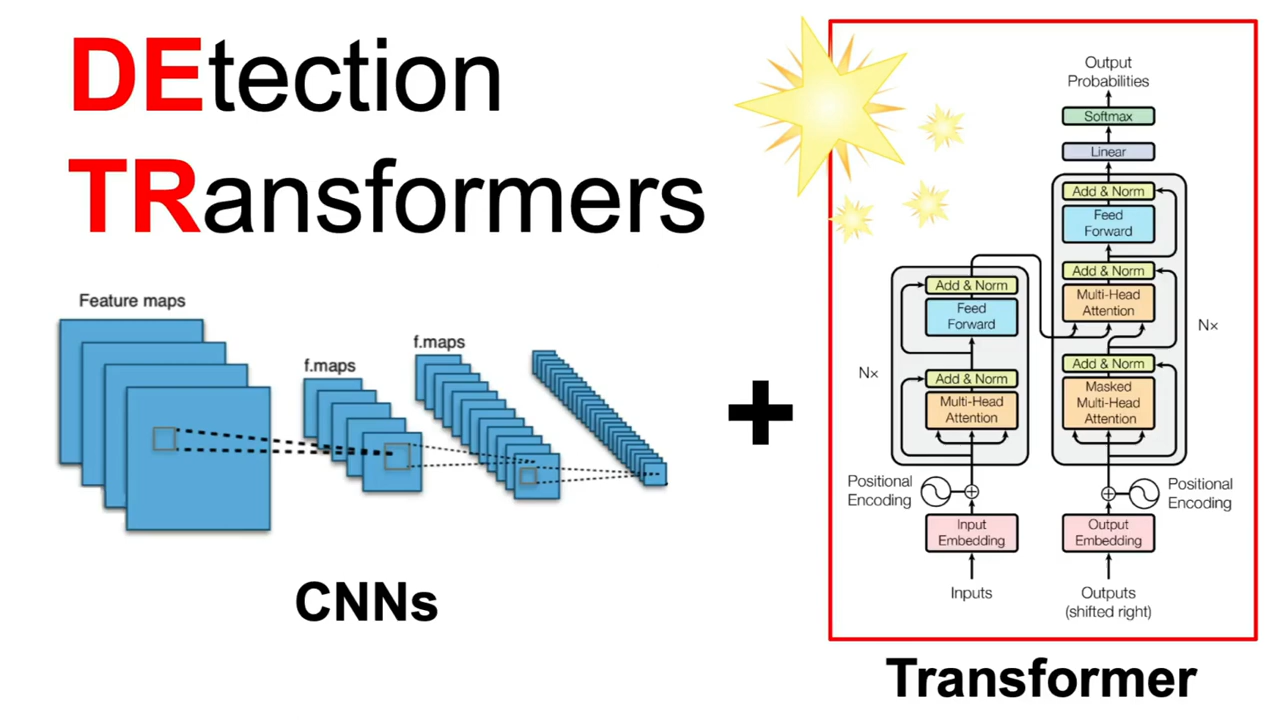 DEtection
TRansformers
Feature maps
f.maps
f.maps
CNNs
+
Output
Probabilities
Softmax
Linear
Add & Norm
Feed
Forward
Add & Norm
Multi-Head
Attention
Nx
Add & Norm
Masked
Multi-Head
Attention
Add & Norm
Feed
Forward
Nx
Add & Norm
Multi-Head
Attention
Positional
Encoding
Positional
Encoding
Input
Embedding
Output
Embedding
Inputs
Outputs
(shifted right)
Transformer